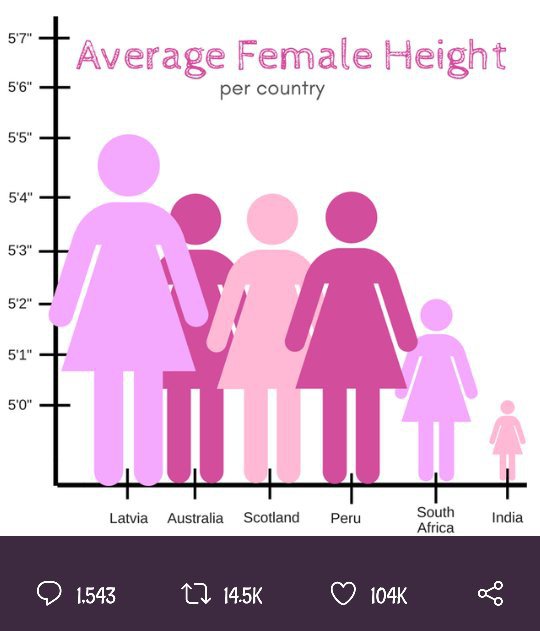 Average Female Height
per country
5'7"
5'6"
5'5"
5'4"
5'3"
5'2"
5'1"
5'0"
Latvia
Australia
Scotland
Peru
South
Africa
India
1.543
14.5K
104K